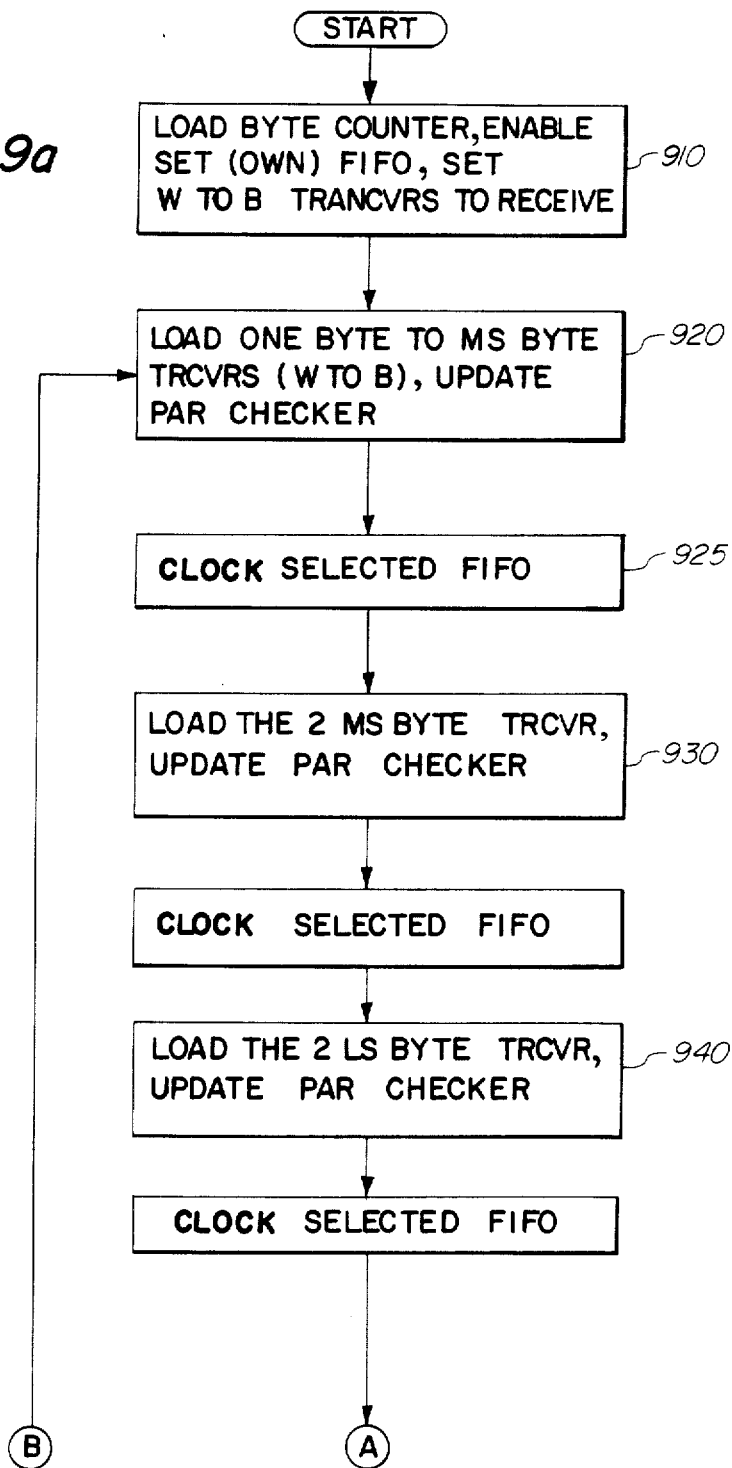 START
9a
LOAD BYTE COUNTER, ENABLE
SET (OWN) FIFO, SET
W TO B TRANCVRS TO RECEIVE
910
LOAD ONE BYTE TO MS BYTE
TRCVRS (W TO B), UPDATE
PAR CHECKER
920
CLOCK SELECTED FIFO
925
LOAD THE 2 MS BYTE TRCVR,
UPDATE PAR CHECKER
930
CLOCK SELECTED FIFO
LOAD THE 2 LS BYTE TRCVR,
UPDATE PAR CHECKER
940
CLOCK SELECTED FIFO
B
A